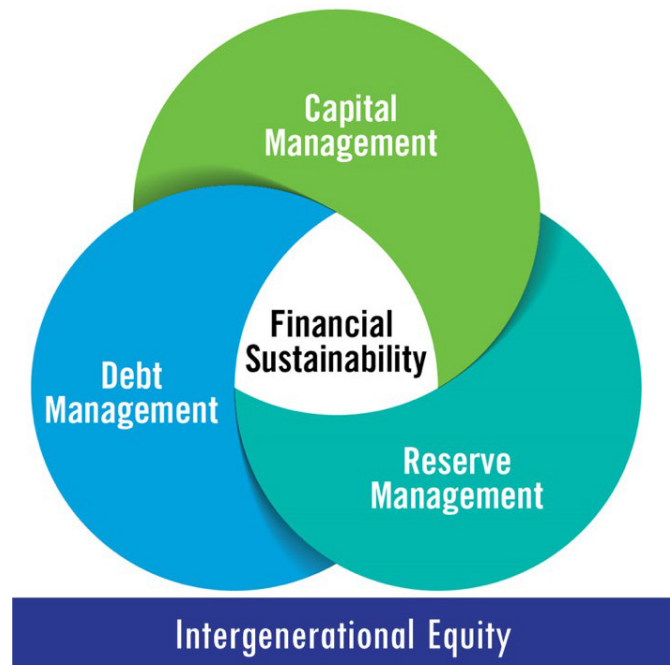 Capital
Management
Financial
Sustainability
Debt
Management
Reserve
Management
Intergenerational Equity